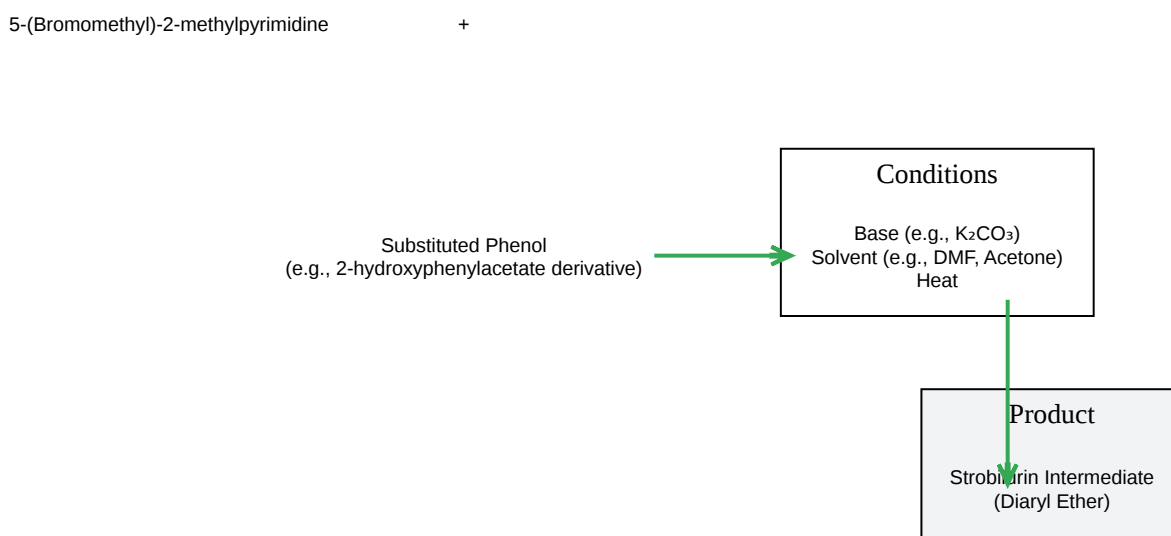 5-(Bromomethyl)-2-methylpyrimidine +
Conditions
Base (e.g., K₂CO₃)
Solvent (e.g., DMF, Acetone)
Heat
Substituted Phenol
(e.g., 2-hydroxyphenylacetate derivative)
Product
Strobilurin Intermediate
(Diaryl Ether)